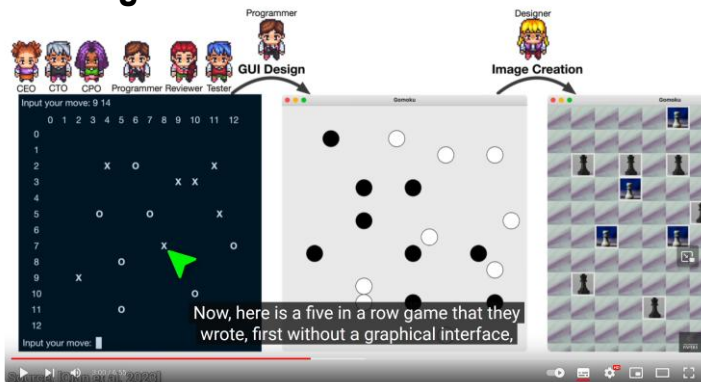 Programmer
Designer
GUI Design
Image Creation
CEO CTO CPO Programmer Reviewer Tester
Input your move: 9 14
Gomoku
Gomoku
0 1 2 3 4 5 6 7 8 9 10 11 12
0
1
2 X O X
3 X X
4
5 O O X
6
7 X O
8 O
9 X
10 O
11 O
12
Input your move:
Now, here is a five in a row game that they
wrote, first without a graphical interface,